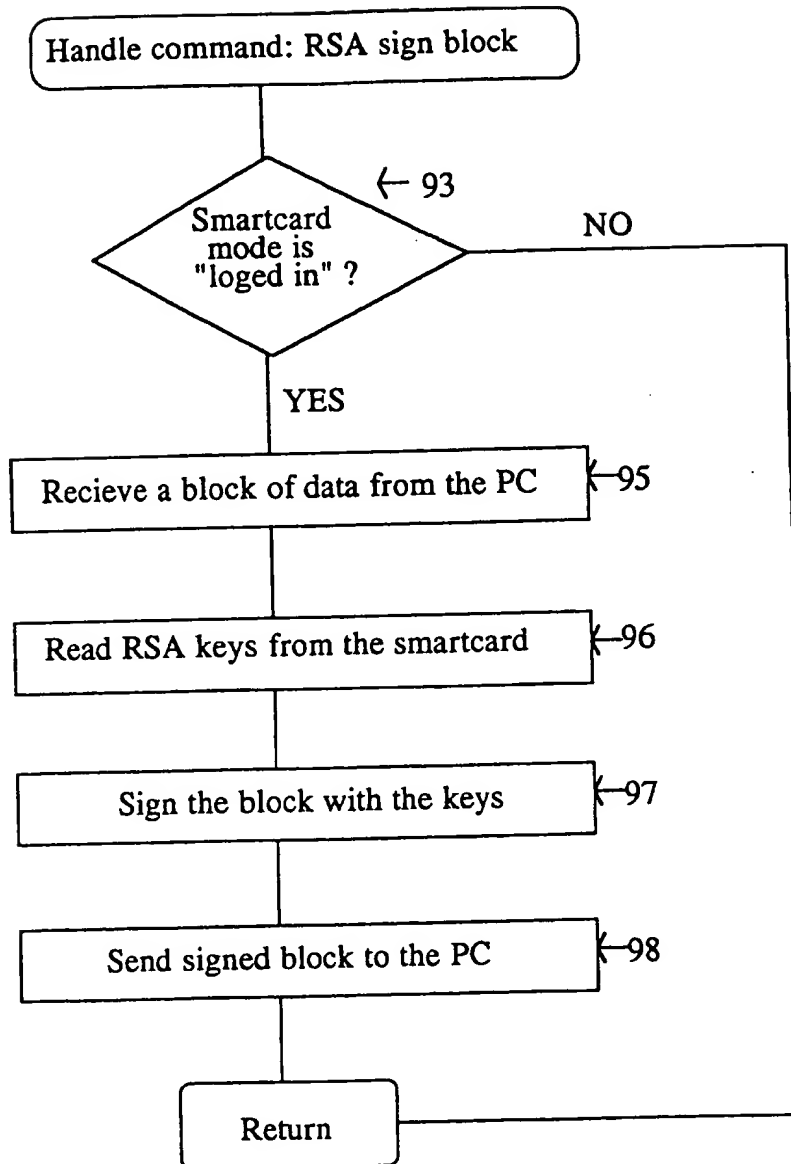 Handle command: RSA sign block
← 93
Smartcard
mode is
"loged in" ?
NO
YES
Recieve a block of data from the PC
←95
Read RSA keys from the smartcard
←96
Sign the block with the keys
←97
Send signed block to the PC
←98
Return